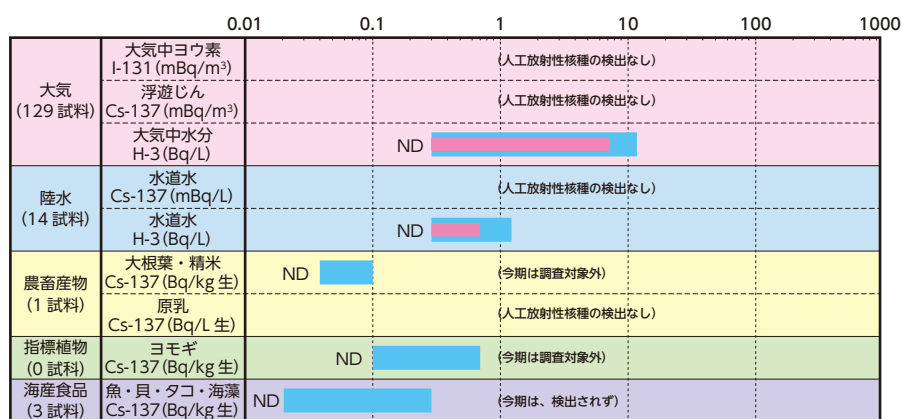 0.01 0.1 1 10 100 1000
大気
(129 試料)
大気中ヨウ素
I-131 (mBq/m³)
(人工放射性核種の検出なし)
浮遊じん
Cs-137 (mBq/m³)
(人工放射性核種の検出なし)
大気中水分
H-3 (Bq/L)
ND
陸水
(14 試料)
水道水
Cs-137 (mBq/L)
(人工放射性核種の検出なし)
水道水
H-3 (Bq/L)
ND
農畜産物
(1 試料)
大根葉・精米
Cs-137 (Bq/kg 生)
ND
(今期は調査対象外)
原乳
Cs-137 (Bq/L 生)
(人工放射性核種の検出なし)
指標植物
(0 試料)
ヨモギ
Cs-137 (Bq/kg 生)
ND
(今期は調査対象外)
海産食品
(3 試料)
魚・貝・タコ・海藻
Cs-137 (Bq/kg 生)
ND
(今期は、検出されず)